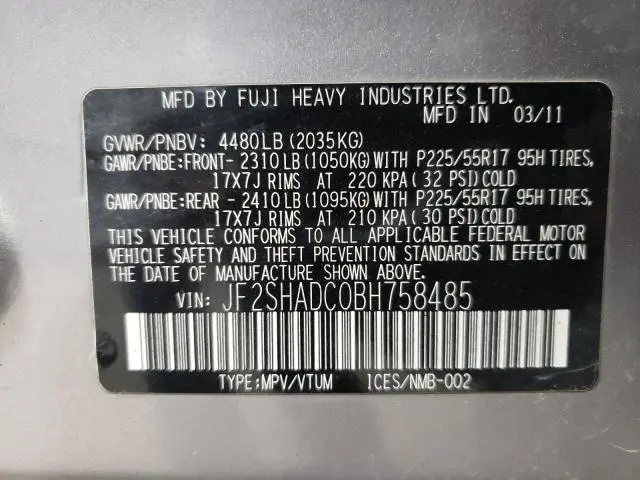 MFD BY FUJI HEAVY INDUSTRIES LTD.
MFD IN 03/11
GVWR/PNBV: 4480LB (2035KG)
GAWR/PNBE:FRONT- 2310LB (1050KG) WITH P225/55R17 95H TIRES,
17X7J RIMS AT 220 KPA (32 PSI) COLD
GAWR/PNBE:REAR - 2410LB (1095KG) WITH P225/55R17 95H TIRES,
17X7J RIMS AT 210 KPA (30 PSI) COLD
THIS VEHICLE CONFORMS TO ALL APPLICABLE FEDERAL MOTOR
VEHICLE SAFETY AND THEFT PREVENTION STANDARDS IN EFFECT ON
THE DATE OF MANUFACTURE SHOWN ABOVE.
VIN: JF2SHADC0BH758485
TYPE:MPV/VTUM ICES/NMB-002